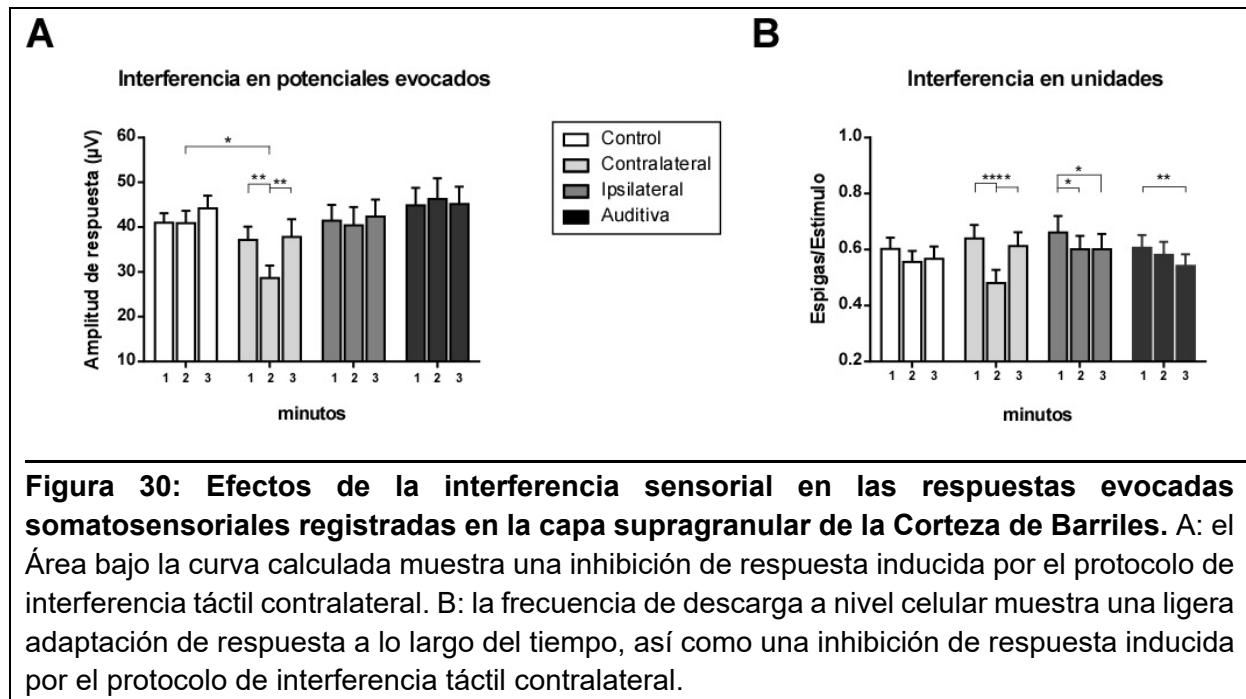 A
B
Interferencia en potenciales evocados
Interferencia en unidades
Amplitud de respuesta (µV)
60
50
40
30
20
10
*
**
**
1 2 3 1 2 3 1 2 3 1 2 3
minutos
Control
Contralateral
Ipsilateral
Auditiva
Espigas/Estímulo
1.0
0.8
0.6
0.4
0.2
** **
*
*
**
1 2 3 1 2 3 1 2 3 1 2 3
minutos
Figura 30: Efectos de la interferencia sensorial en las respuestas evocadas
somatosensoriales registradas en la capa supragranular de la Corteza de Barriles. A: el
Área bajo la curva calculada muestra una inhibición de respuesta inducida por el protocolo de
interferencia táctil contralateral. B: la frecuencia de descarga a nivel celular muestra una ligera
adaptación de respuesta a lo largo del tiempo, así como una inhibición de respuesta inducida
por el protocolo de interferencia táctil contralateral.